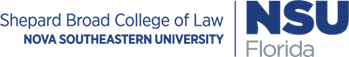 Shepard Broad College of Law
NOVA SOUTHEASTERN UNIVERSITY
NSU
Florida